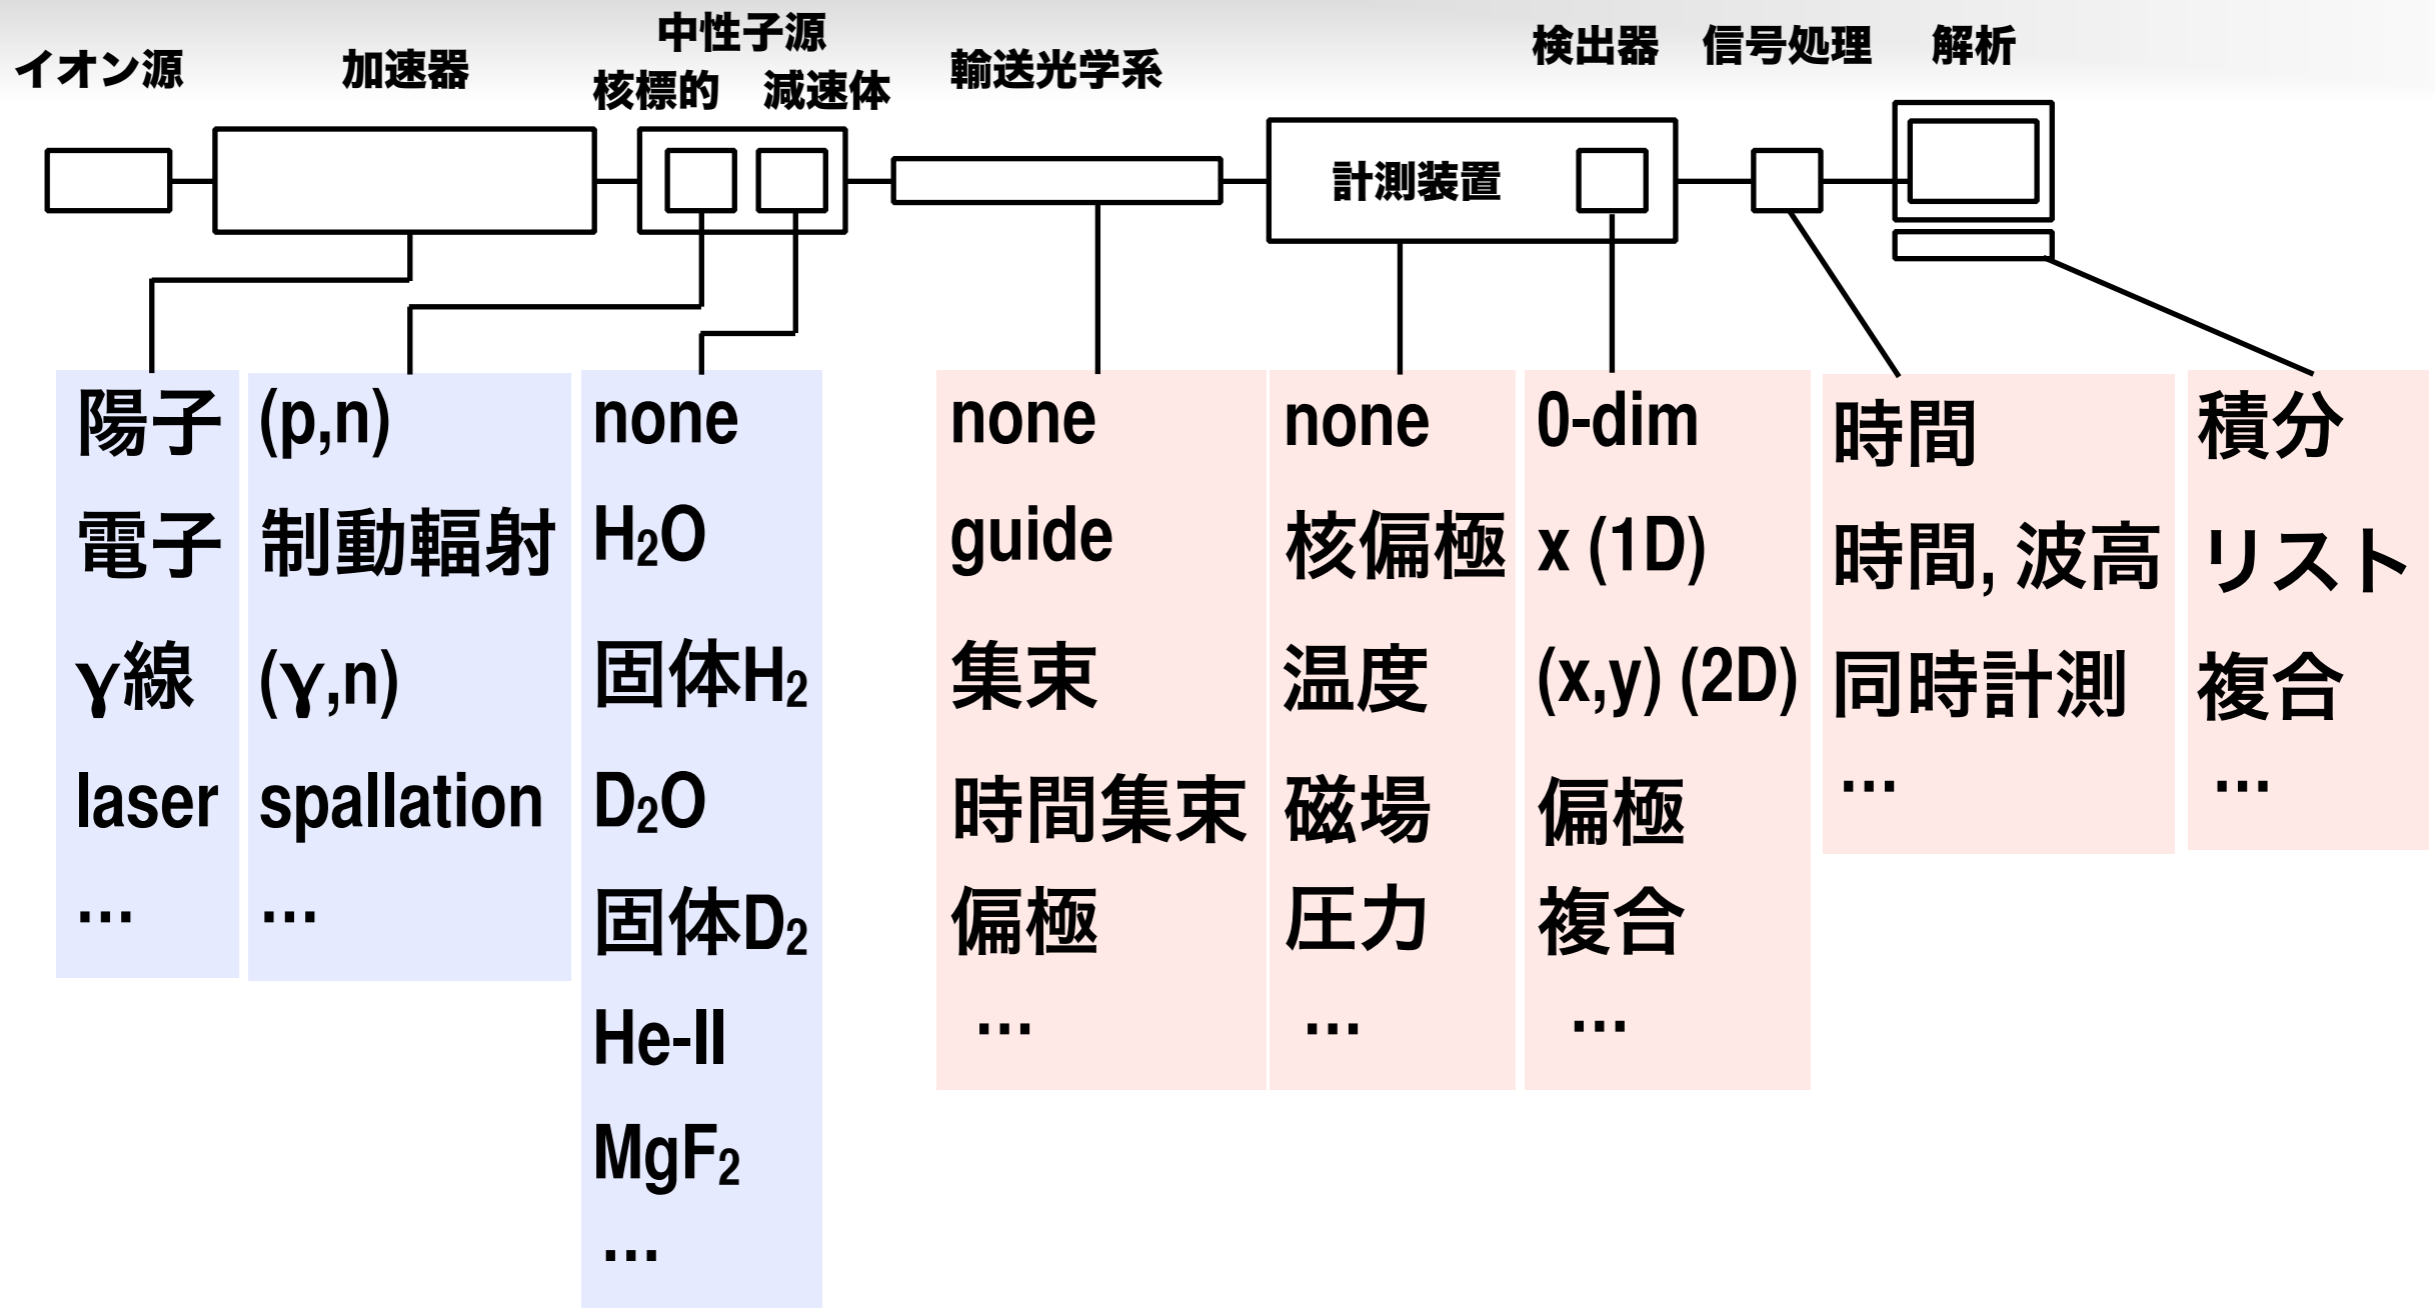 イオン源
加速器
中性子源
核標的 減速体
輸送光学系
検出器
信号処理
解析
計測装置
陽子
電子
γ線
laser
...
(p,n)
制動輻射
(γ,n)
spallation
...
none
H₂O
固体H₂
D₂O
固体D₂
He-II
MgF₂
...
none
guide
集束
時間集束
偏極
...
none
核偏極
温度
磁場
圧力
...
0-dim
x (1D)
(x,y) (2D)
偏極
複合
...
時間
時間, 波高
同時計測
...
積分
リスト
複合
...